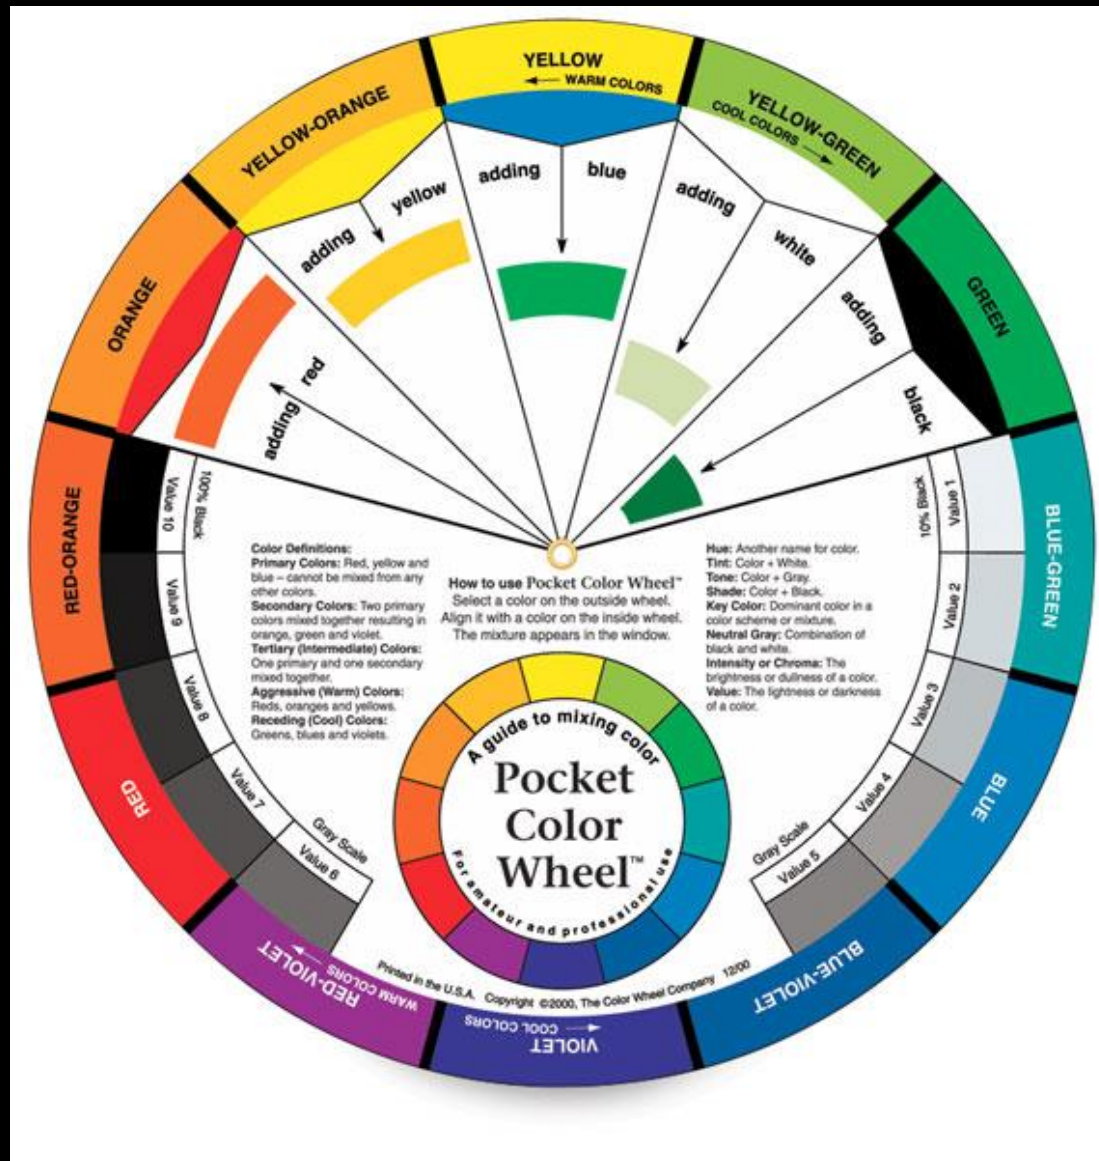 YELLOW
WARM COLORS
YELLOW-GREEN
COOL COLORS
GREEN
BLUE-GREEN
BLUE
BLUE-VIOLET
VIOLET
COOL COLORS
RED-VIOLET
WARM COLORS
RED
RED-ORANGE
ORANGE
YELLOW-ORANGE
adding red
adding yellow
adding blue
adding white
adding black
100% Black
Value 10
Value 9
Value 8
Value 7
Value 6
Gray Scale
10% Black
Value 1
Value 2
Value 3
Value 4
Value 5
Gray Scale
Color Definitions:
Primary Colors: Red, yellow and
blue – cannot be mixed from any
other colors.
Secondary Colors: Two primary
colors mixed together resulting in
orange, green and violet.
Tertiary (Intermediate) Colors:
One primary and one secondary
mixed together.
Aggressive (Warm) Colors:
Reds, oranges and yellows.
Receding (Cool) Colors:
Greens, blues and violets.
How to use Pocket Color Wheel™
Select a color on the outside wheel.
Align it with a color on the inside wheel.
The mixture appears in the window.
Hue: Another name for color.
Tint: Color + White.
Tone: Color + Gray.
Shade: Color + Black.
Key Color: Dominant color in a
color scheme or mixture.
Neutral Gray: Combination of
black and white.
Intensity or Chroma: The
brightness or dullness of a color.
Value: The lightness or darkness
of a color.
A guide to mixing color
Pocket
Color
Wheel™
For amateur and professional use
Printed in the U.S.A. Copyright ©2000, The Color Wheel Company 12/00